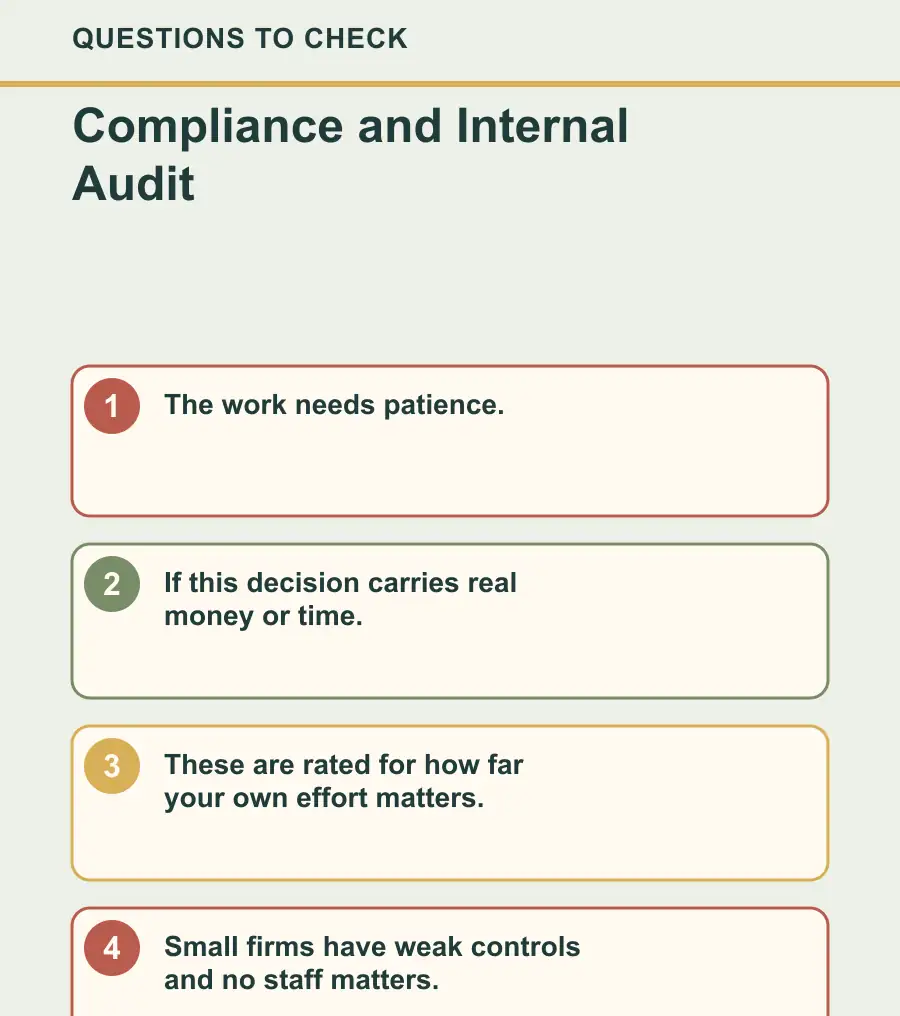 QUESTIONS TO CHECK
Compliance and Internal
Audit
1
The work needs patience.
2
If this decision carries real
money or time.
3
These are rated for how far
your own effort matters.
4
Small firms have weak controls
and no staff matters.